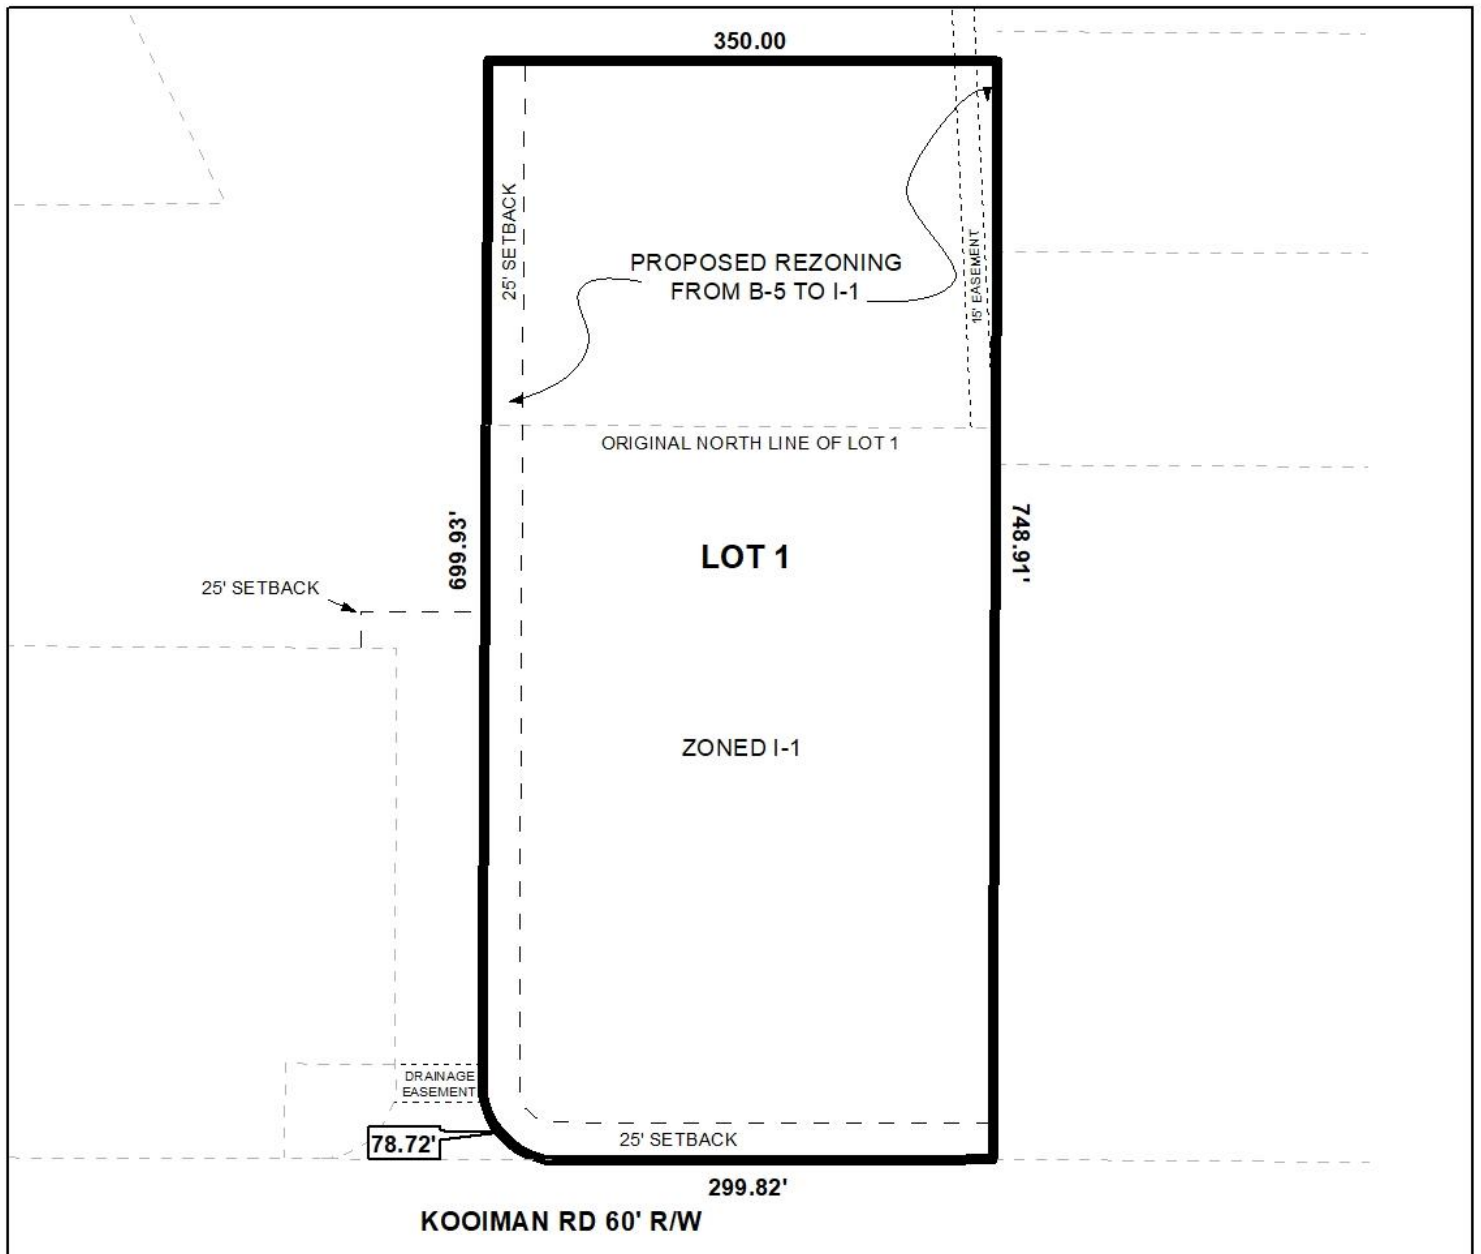 350.00
25' SETBACK
PROPOSED REZONING
FROM B-5 TO I-1
15' EASEMENT
ORIGINAL NORTH LINE OF LOT 1
699.93'
LOT 1
748.91'
25' SETBACK
ZONED I-1
DRAINAGE
EASEMENT
78.72'
25' SETBACK
299.82'
KOOIMAN RD 60' R/W